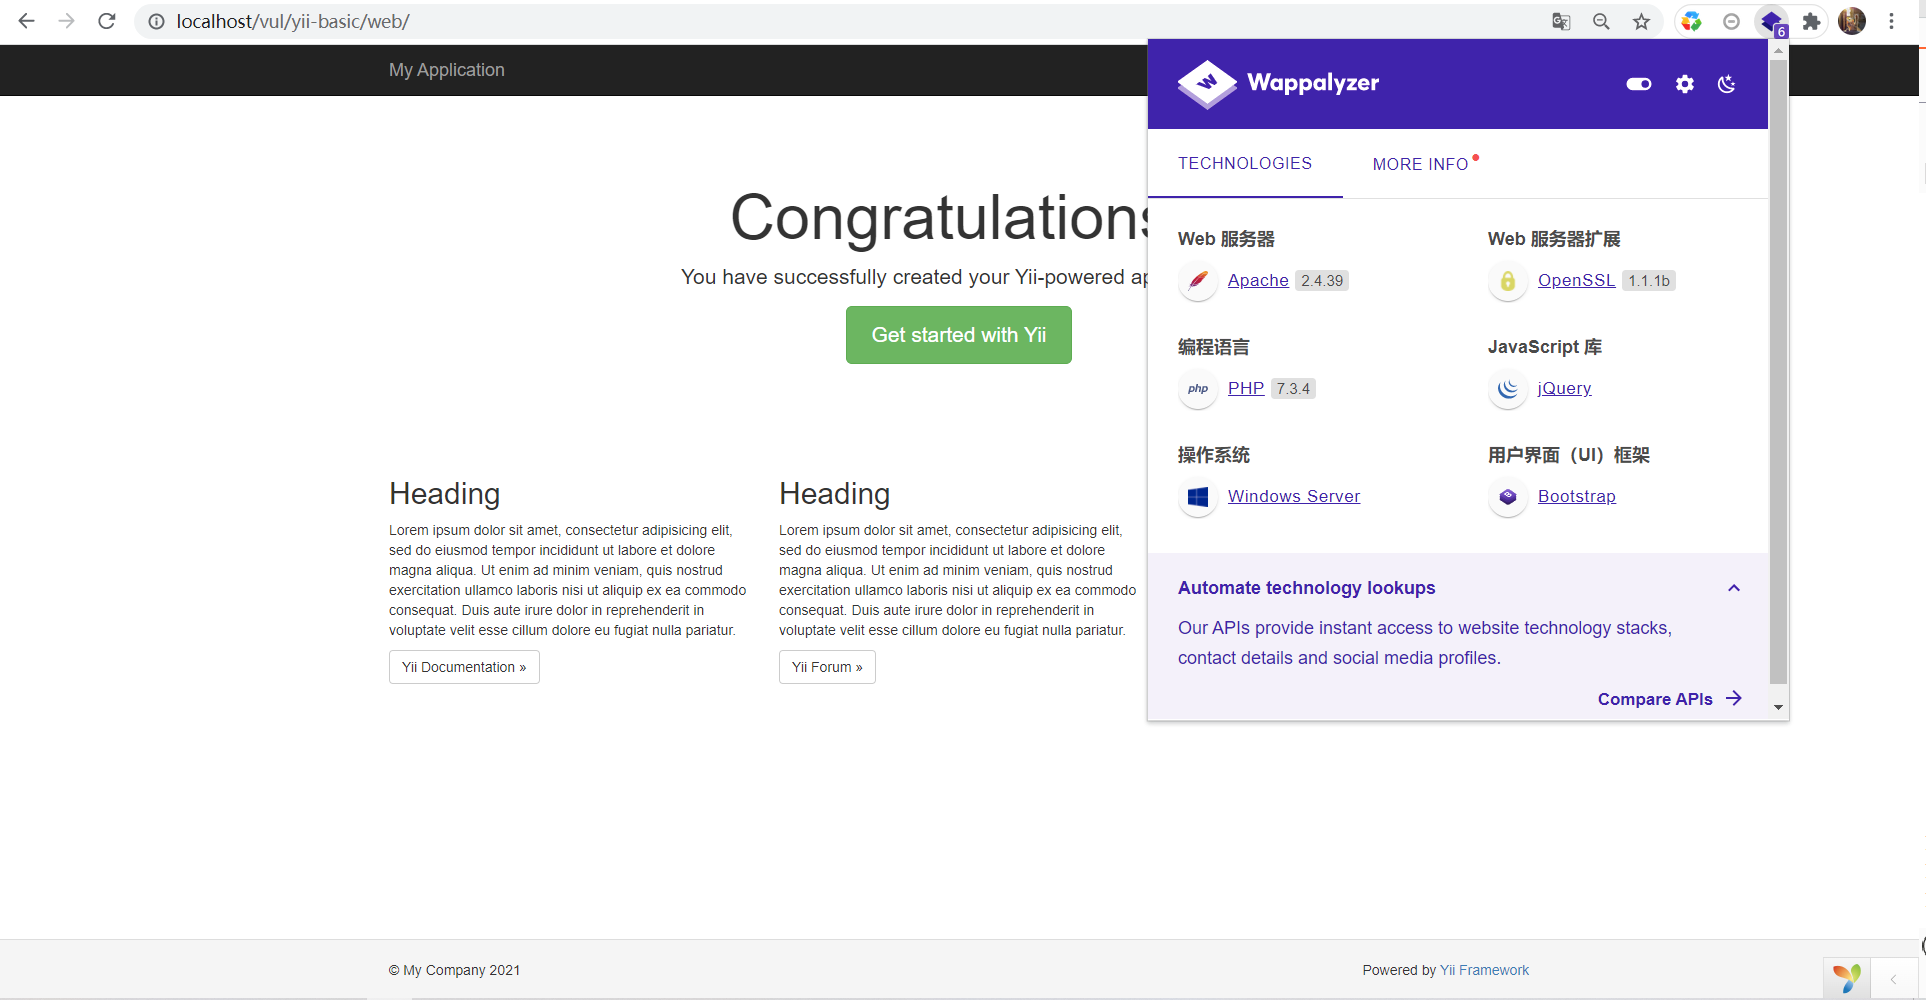 localhost/vul/yii-basic/web/
6
My Application
Wappalyzer
TECHNOLOGIES
MORE INFO
Congratulations
You have successfully created your Yii-powered ap
Get started with Yii
Web 服务器
Apache 2.4.39
Web 服务器扩展
OpenSSL 1.1.1b
编程语言
php PHP 7.3.4
JavaScript 库
jQuery
操作系统
Windows Server
用户界面（UI）框架
Bootstrap
Automate technology lookups
Our APIs provide instant access to website technology stacks,
contact details and social media profiles.
Compare APIs
Heading
Lorem ipsum dolor sit amet, consectetur adipisicing elit,
sed do eiusmod tempor incididunt ut labore et dolore
magna aliqua. Ut enim ad minim veniam, quis nostrud
exercitation ullamco laboris nisi ut aliquip ex ea commodo
consequat. Duis aute irure dolor in reprehenderit in
voluptate velit esse cillum dolore eu fugiat nulla pariatur.
Yii Documentation »
Heading
Lorem ipsum dolor sit amet, consectetur adipisicing elit,
sed do eiusmod tempor incididunt ut labore et dolore
magna aliqua. Ut enim ad minim veniam, quis nostrud
exercitation ullamco laboris nisi ut aliquip ex ea commodo
consequat. Duis aute irure dolor in reprehenderit in
voluptate velit esse cillum dolore eu fugiat nulla pariatur.
Yii Forum »
© My Company 2021
Powered by Yii Framework